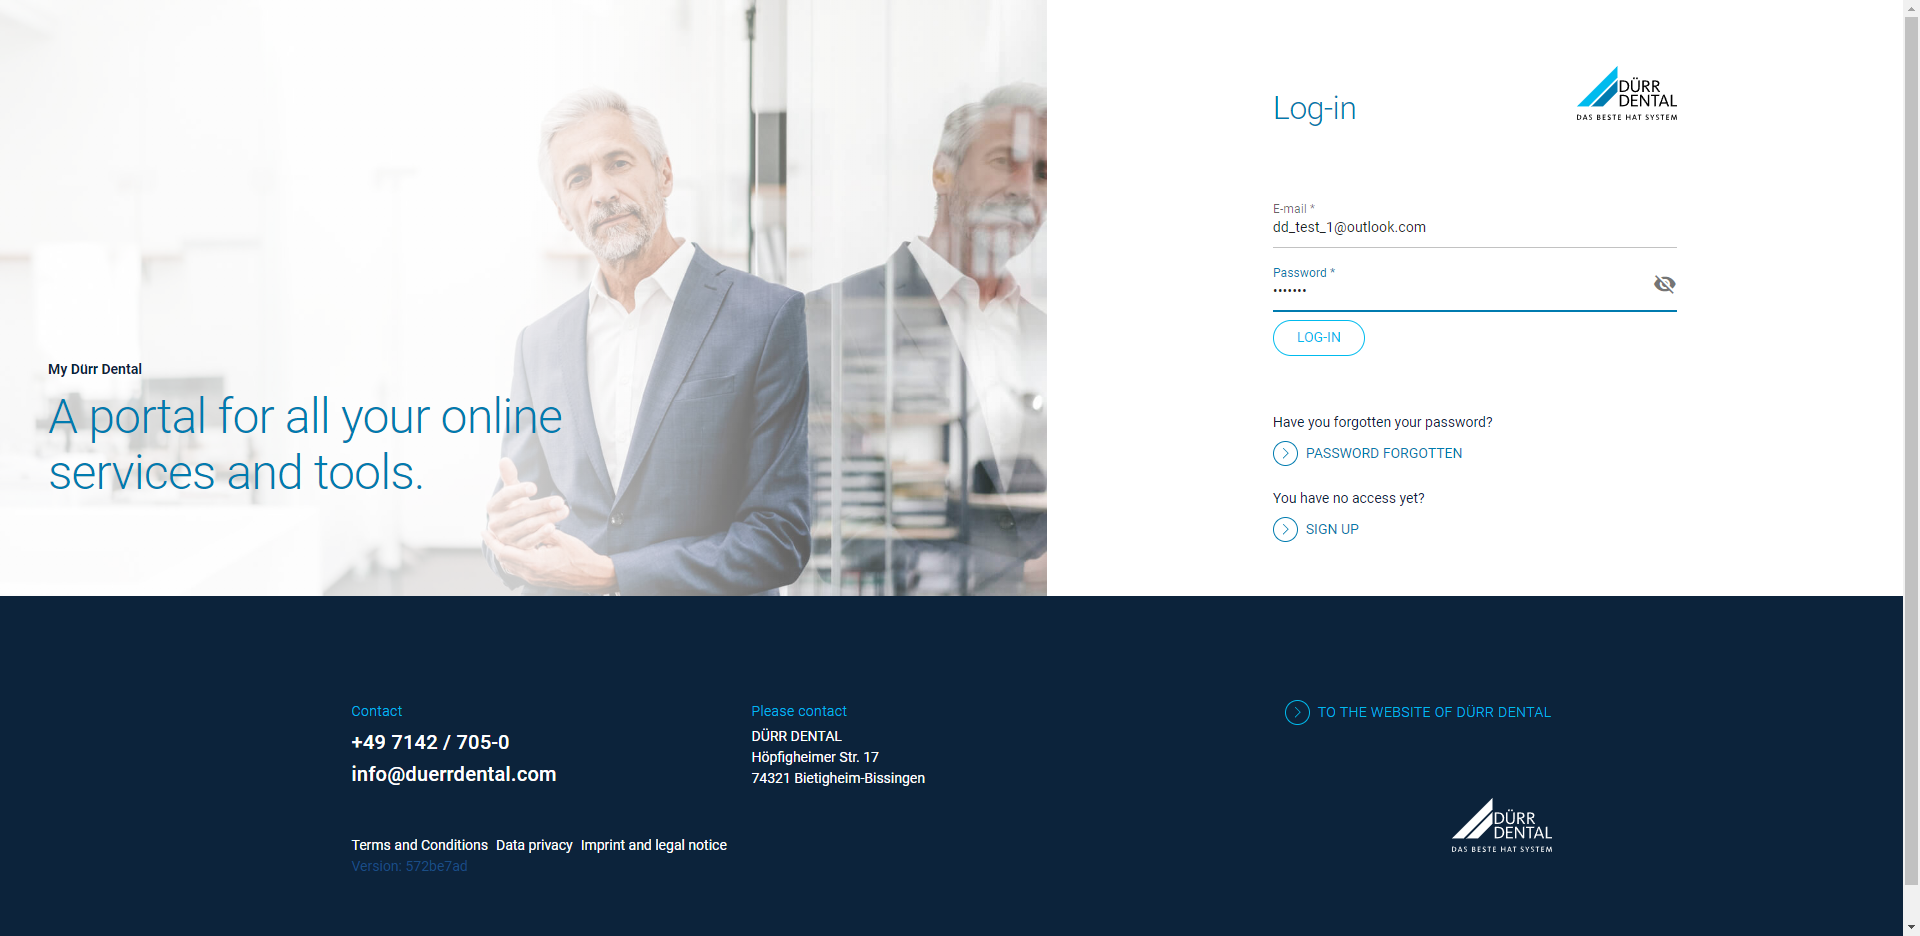 My Dürr Dental
A portal for all your online
services and tools.
Log-in
DÜRR
DENTAL
DAS BESTE HAT SYSTEM
E-mail *
dd_test_1@outlook.com
Password *
•••••••
LOG-IN
Have you forgotten your password?
PASSWORD FORGOTTEN
You have no access yet?
SIGN UP
Contact
+49 7142 / 705-0
info@duerrdental.com
Please contact
DÜRR DENTAL
Höpfigheimer Str. 17
74321 Bietigheim-Bissingen
TO THE WEBSITE OF DÜRR DENTAL
DÜRR
DENTAL
DAS BESTE HAT SYSTEM
Terms and Conditions Data privacy Imprint and legal notice
Version: 572be7ad